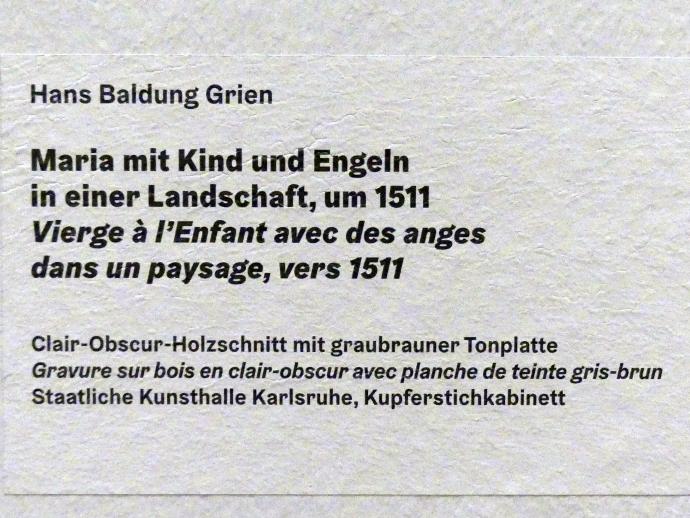 Hans Baldung Grien
Maria mit Kind und Engeln
in einer Landschaft, um 1511
Vierge à l'Enfant avec des anges
dans un paysage, vers 1511
Clair-Obscur-Holzschnitt mit graubrauner Tonplatte
Gravure sur bois en clair-obscur avec planche de teinte gris-brun
Staatliche Kunsthalle Karlsruhe, Kupferstichkabinett